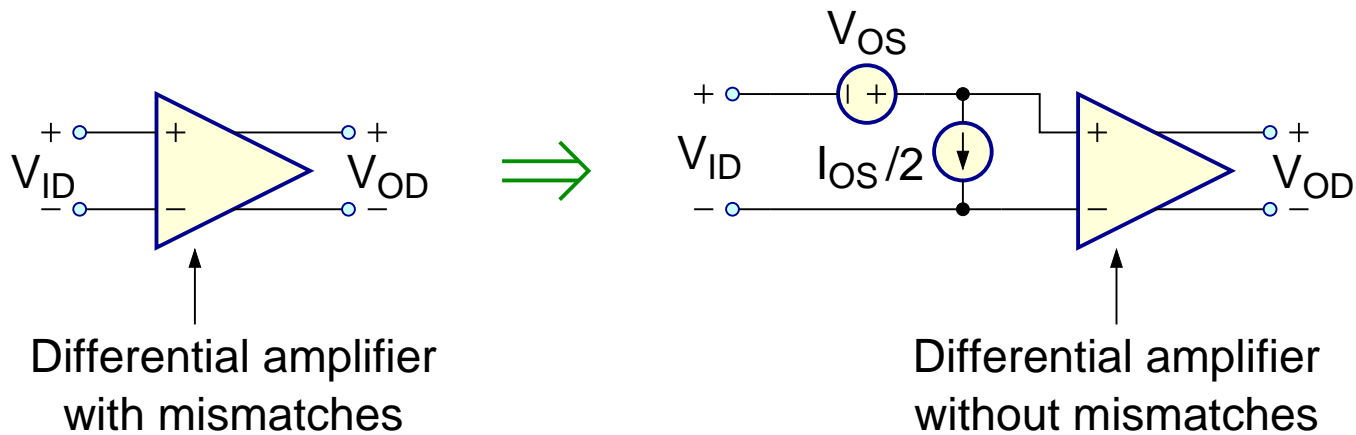 V_OS
+ − +
+ + +
V_ID V_OD
− − −
V_ID
I_OS/2
+ +
V_OD
− − −
Differential amplifier
with mismatches
Differential amplifier
without mismatches